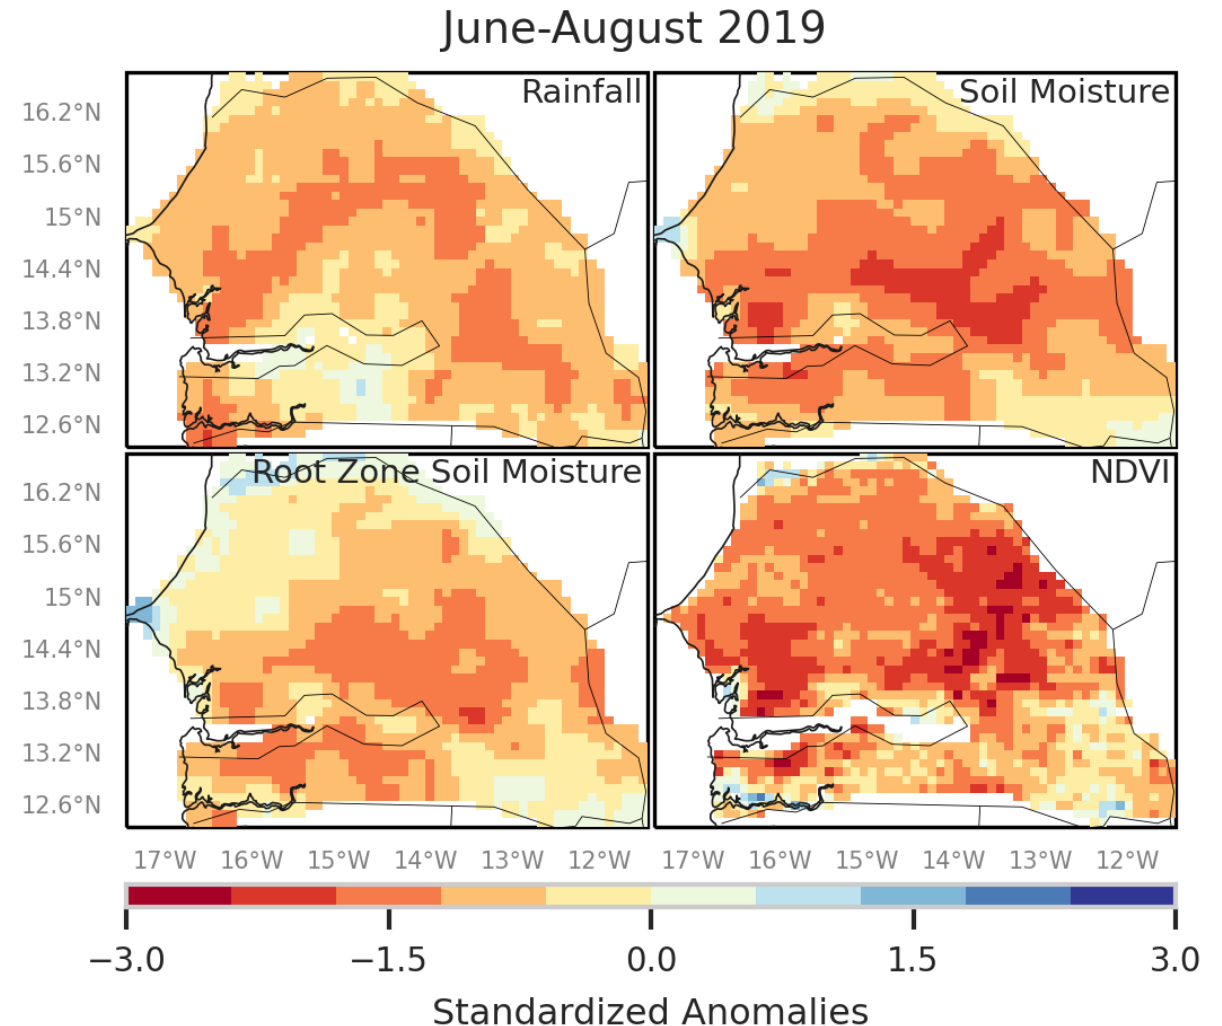 June-August 2019
Rainfall
Soil Moisture
16.2°N
15.6°N
15°N
14.4°N
13.8°N
13.2°N
12.6°N
Root Zone Soil Moisture
NDVI
16.2°N
15.6°N
15°N
14.4°N
13.8°N
13.2°N
12.6°N
17°W 16°W 15°W 14°W 13°W 12°W 17°W 16°W 15°W 14°W 13°W 12°W
−3.0 −1.5 0.0 1.5 3.0
Standardized Anomalies